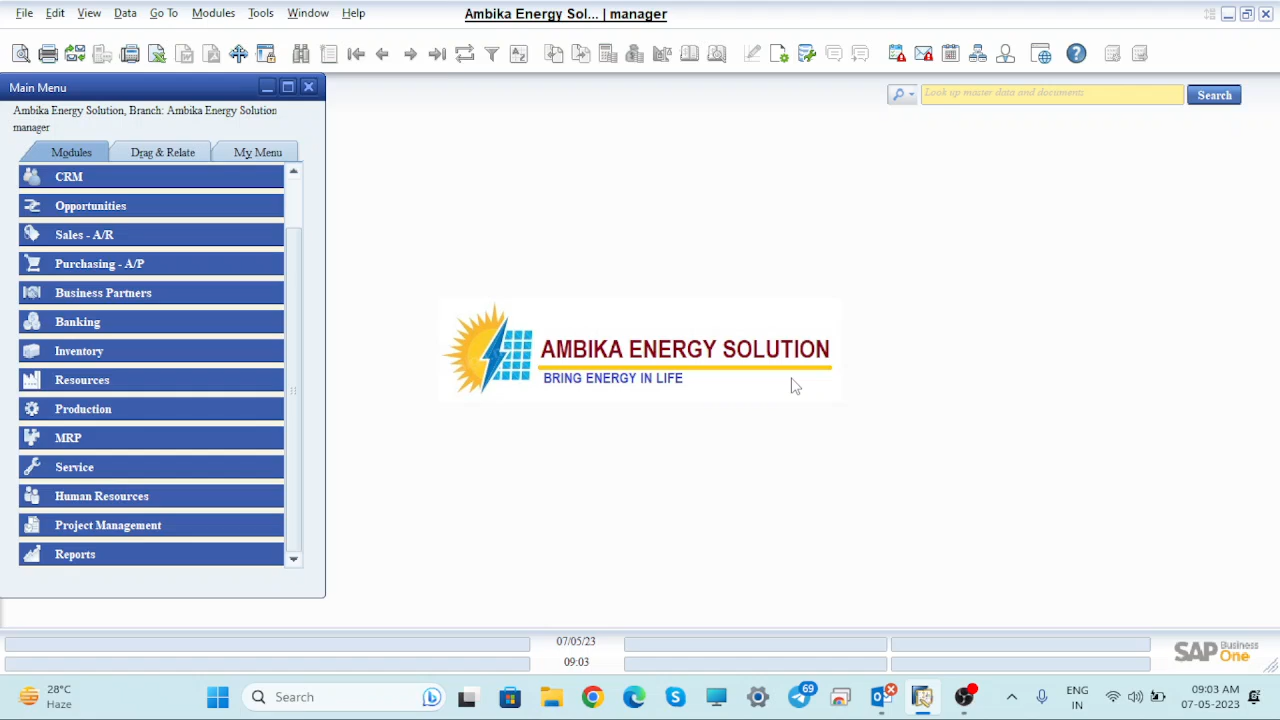 File Edit View Data Go To Modules Tools Window Help
Ambika Energy Sol... | manager
Main Menu
Look up master data and documents
Search
Ambika Energy Solution, Branch: Ambika Energy Solution
manager
Modules
Drag & Relate
My Menu
CRM
Opportunities
Sales - A/R
Purchasing - A/P
Business Partners
Banking
Inventory
Resources
Production
MRP
Service
Human Resources
Project Management
Reports
AMBIKA ENERGY SOLUTION
BRING ENERGY IN LIFE
07/05/23
09:03
SAP Business One
28°C
Haze
Search
69
ENG
IN
09:03 AM
07-05-2023